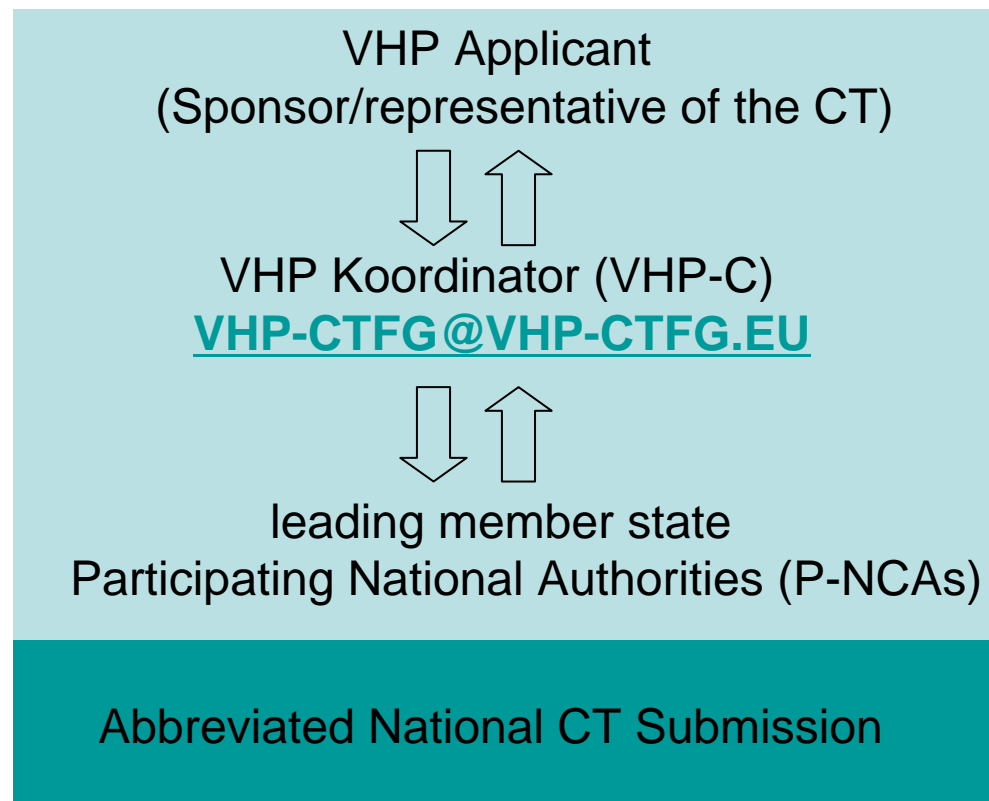 VHP Applicant
(Sponsor/representative of the CT)
VHP Koordinator (VHP-C)
VHP-CTFG@VHP-CTFG.EU
leading member state
Participating National Authorities (P-NCAs)
Abbreviated National CT Submission